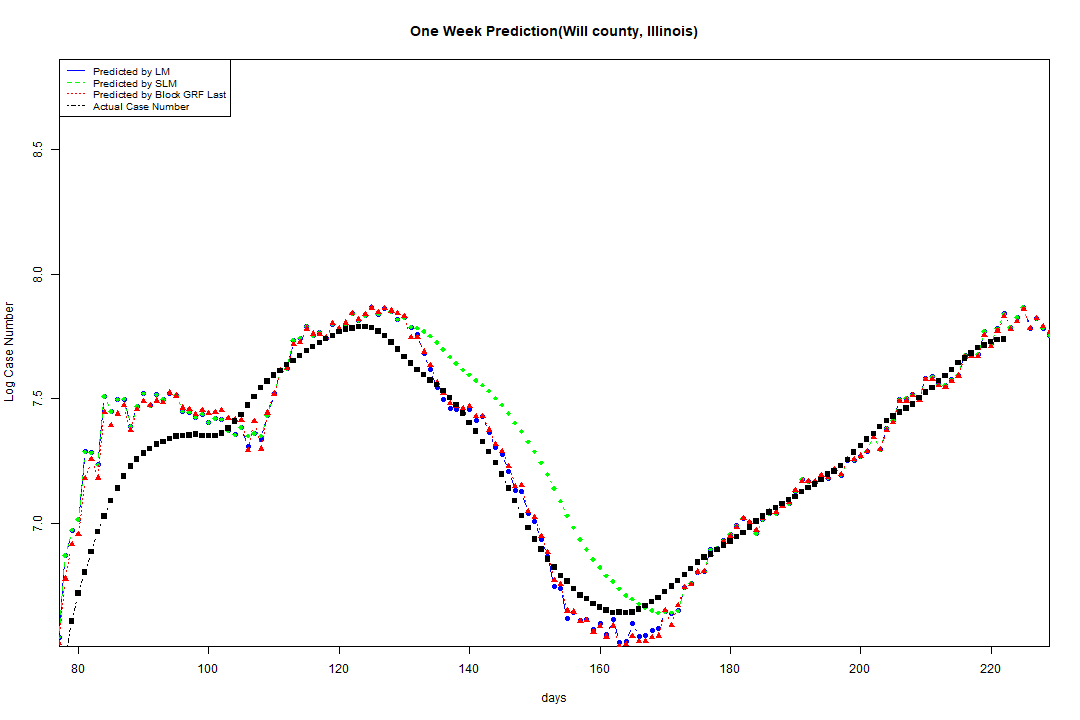 One Week Prediction(Will county, Illinois)
Predicted by LM
Predicted by SLM
Predicted by Block GRF Last
Actual Case Number
8.5
8.0
7.5
7.0
Log Case Number
80 100 120 140 160 180 200 220
days